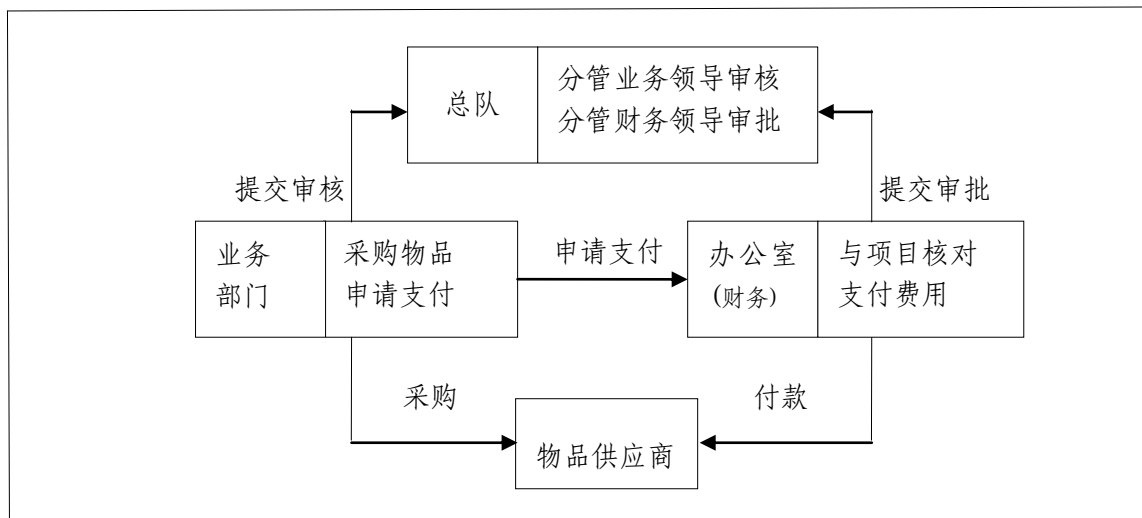 总队
分管业务领导审核
分管财务领导审批
提交审核
提交审批
业务
部门
采购物品
申请支付
申请支付
办公室
(财务)
与项目核对
支付费用
采购
付款
物品供应商